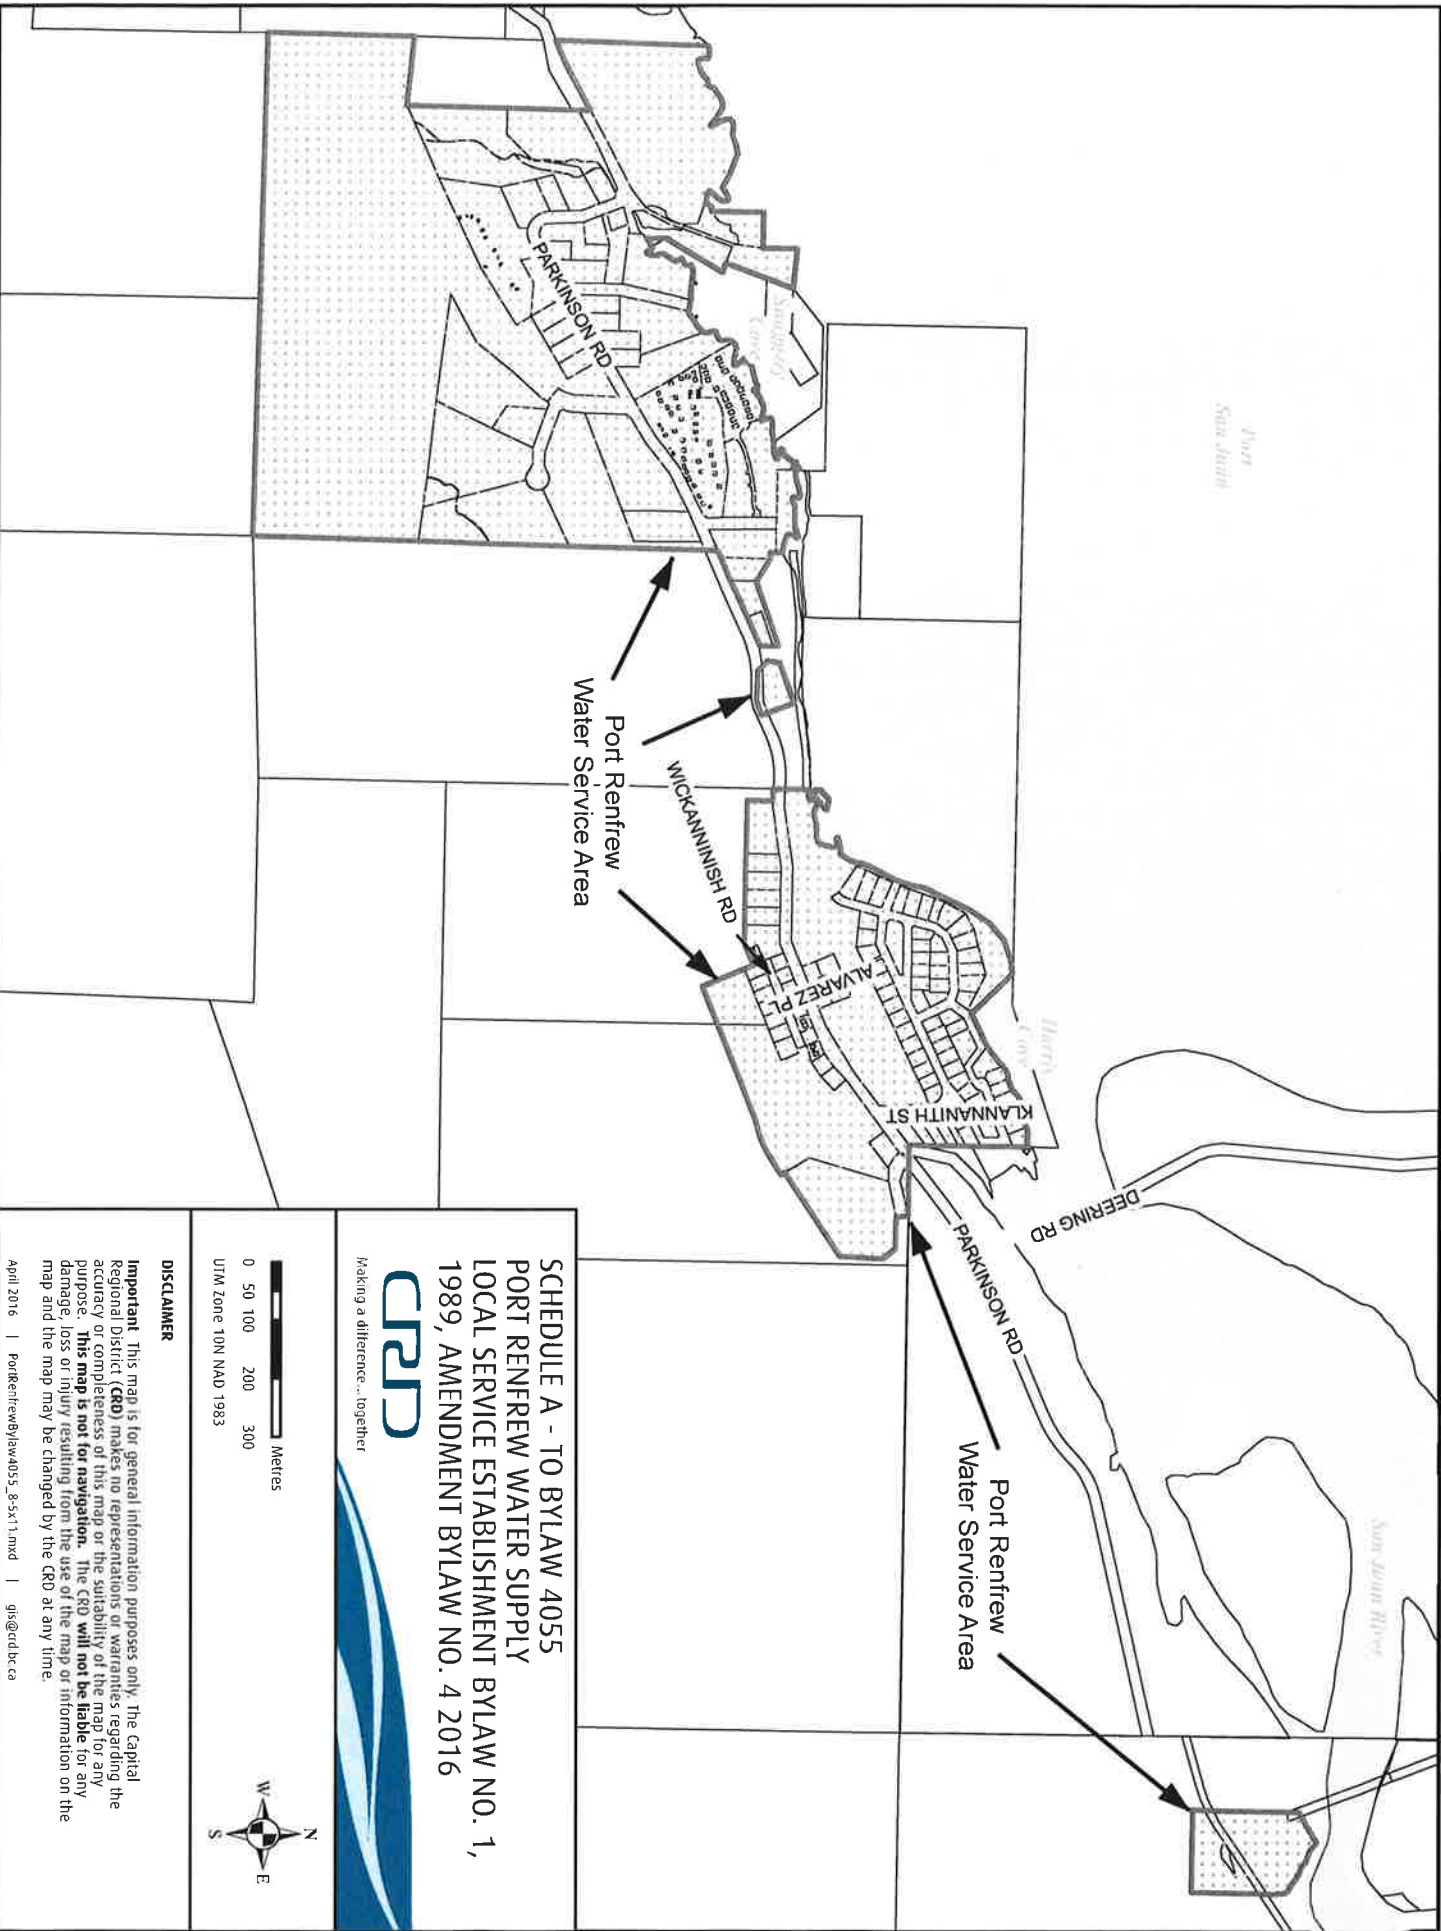 Port
San Juan
Snuggery
Cove
Harris
Cove
San Juan River
DEERING RD
PARKINSON RD
KLANNANITH ST
ALVAREZ PL
WICKANNINISH RD
PARKINSON RD
Port Renfrew
Water Service Area
Port Renfrew
Water Service Area
SCHEDULE A - TO BYLAW 4055
PORT RENFREW WATER SUPPLY
LOCAL SERVICE ESTABLISHMENT BYLAW NO. 1,
1989, AMENDMENT BYLAW NO. 4 2016
CRD
Making a difference...together
Metres
0 50 100 200 300
UTM Zone 10N NAD 1983
N
W
E
S
DISCLAIMER
Important This map is for general information purposes only. The Capital
Regional District (CRD) makes no representations or warranties regarding the
accuracy or completeness of this map or the suitability of the map for any
purpose. This map is not for navigation. The CRD will not be liable for any
damage, loss or injury resulting from the use of the map or information on the
map and the map may be changed by the CRD at any time.
April 2016 | PortRenfrewBylaw4055_8-5x11.mxd | gis@crd.bc.ca